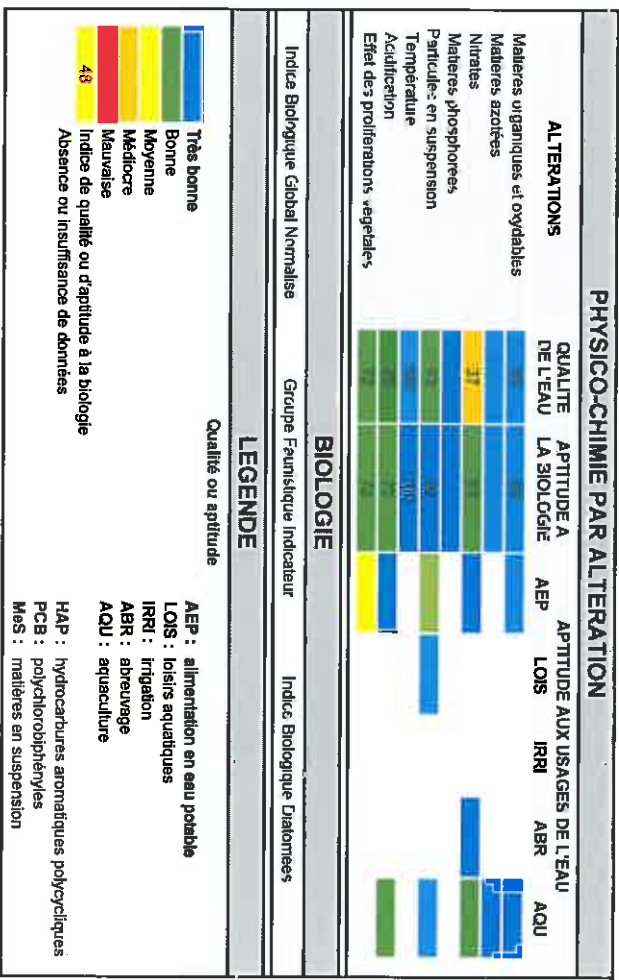 PHYSICO-CHIMIE PAR ALTERATION
ALTERATIONS
QUALITE DE L'EAU
APTITUDE A LA BIOLOGIE
APTITUDE AUX USAGES DE L'EAU
AEP LOIS IRRI ABR AQU
Matieres organiques et oxydables
Matieres azotées
Nitrates 37
Matieres phosphorees
Particules en suspension
Température
Acidification
Effet des proliferations vegetales 72 72
BIOLOGIE
Indice Biologique Global Normalise
Groupe Faunistique Indicateur
Indice Biologique Diatomees
LEGENDE
Qualité ou aptitude
Très bonne
Bonne
Moyenne
Médiocre
Mauvaise
48 Indice de qualité ou d'aptitude à la biologie
Absence ou insuffisance de données
AEP : alimentation en eau potable
LOIS : loisirs aquatiques
IRRI : irrigation
ABR : abreuvage
AQU : aquaculture
HAP : hydrocarbures aromatiques polycycliques
PCB : polychlorobiphényles
MeS : matières en suspension